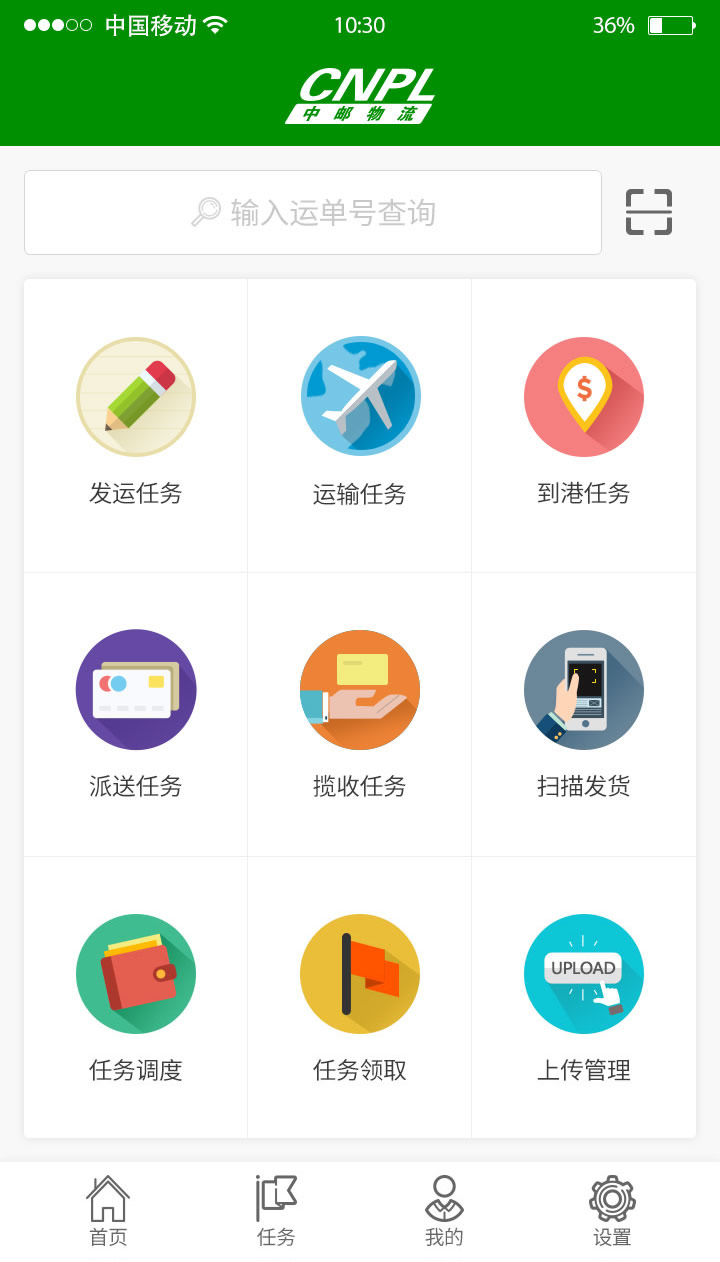 中国移动
10:30
36%
CNPL
中邮物流
输入运单号查询
发运任务
运输任务
$
到港任务
派送任务
揽收任务
扫描发货
任务调度
任务领取
UPLOAD
上传管理
首页
任务
我的
设置